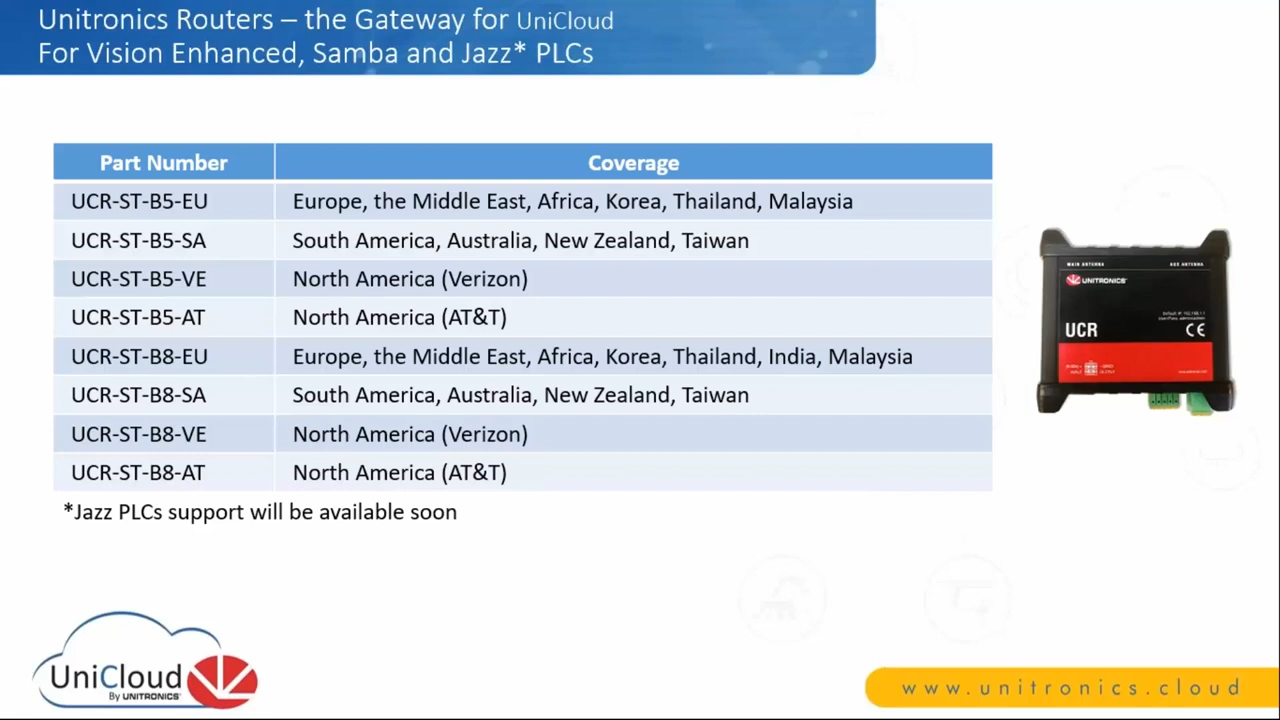 Unitronics Routers – the Gateway for UniCloud
For Vision Enhanced, Samba and Jazz* PLCs
Part Number Coverage
UCR-ST-B5-EU Europe, the Middle East, Africa, Korea, Thailand, Malaysia
UCR-ST-B5-SA South America, Australia, New Zealand, Taiwan
UCR-ST-B5-VE North America (Verizon)
UCR-ST-B5-AT North America (AT&T)
UCR-ST-B8-EU Europe, the Middle East, Africa, Korea, Thailand, India, Malaysia
UCR-ST-B8-SA South America, Australia, New Zealand, Taiwan
UCR-ST-B8-VE North America (Verizon)
UCR-ST-B8-AT North America (AT&T)
*Jazz PLCs support will be available soon
MAIN ANTENNA AUX ANTENNA
UNITRONICS
UCR CE
UniCloud
By UNITRONICS
www.unitronics.cloud